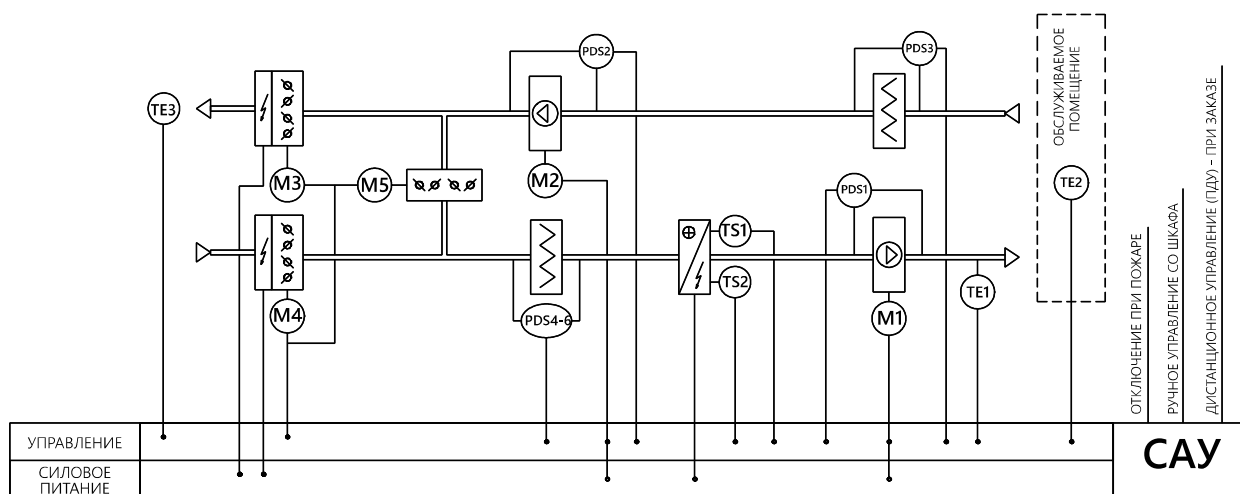 PDS2
PDS3
TE3
M3
M5
M2
PDS1
TE2
ОБСЛУЖИВАЕМОЕ
ПОМЕЩЕНИЕ
TS1
TS2
M4
PDS4-6
M1
TE1
ОТКЛЮЧЕНИЕ ПРИ ПОЖАРЕ
РУЧНОЕ УПРАВЛЕНИЕ СО ШКАФА
ДИСТАНЦИОННОЕ УПРАВЛЕНИЕ (ПДУ) - ПРИ ЗАКАЗЕ
УПРАВЛЕНИЕ
СИЛОВОЕ
ПИТАНИЕ
САУ